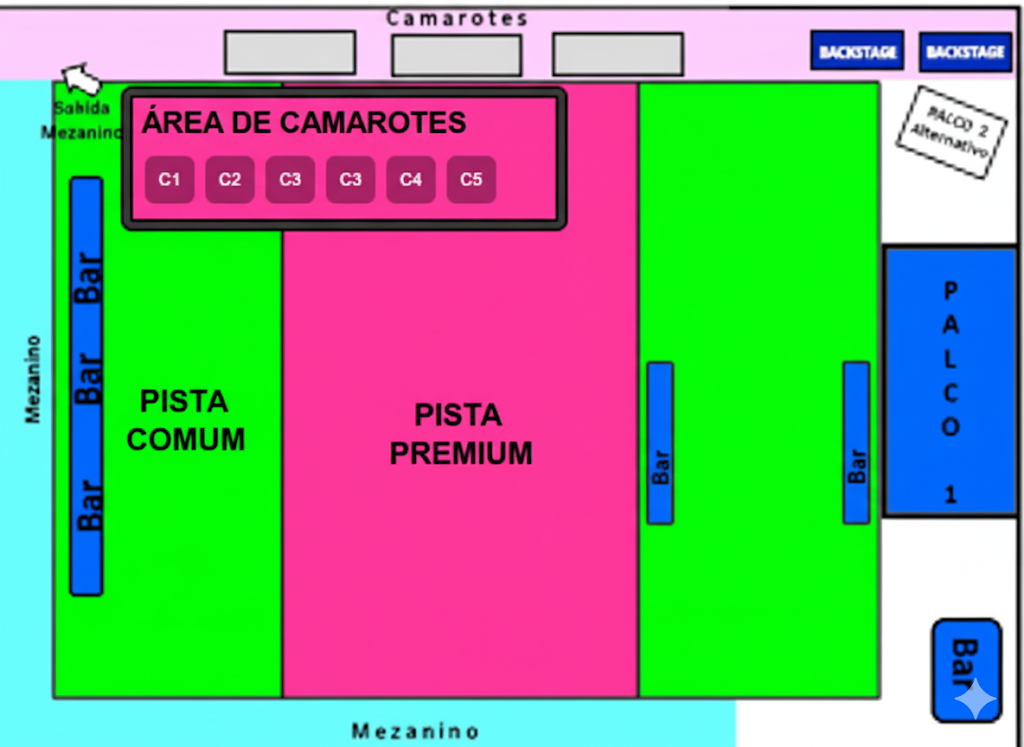 Camarotes
BACKSTAGE
BACKSTAGE
Sahida
Mezanino
ÁREA DE CAMAROTES
C1 C2 C3 C3 C4 C5
PALCO 2
Alternativo
Mezanino
Bar
Bar
Bar
PISTA
COMUM
PISTA
PREMIUM
Bar
Bar
PALCO 1
Bar
Mezanino